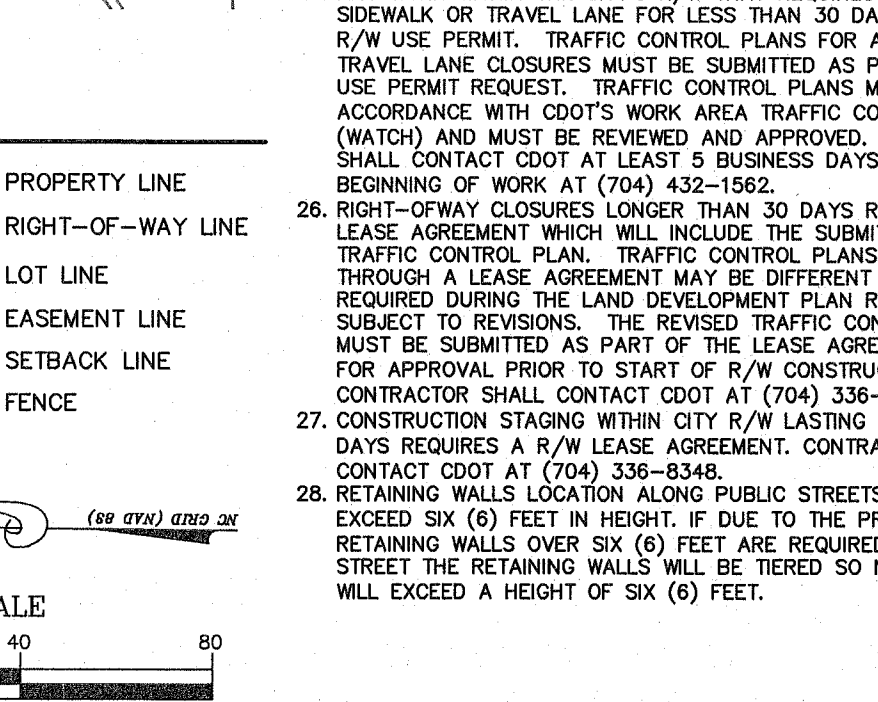 SIDEWALK OR TRAVEL LANE FOR LESS THAN 30 DA
R/W USE PERMIT. TRAFFIC CONTROL PLANS FOR A
TRAVEL LANE CLOSURES MUST BE SUBMITTED AS P
USE PERMIT REQUEST. TRAFFIC CONTROL PLANS M
ACCORDANCE WITH CDOT'S WORK AREA TRAFFIC CO
(WATCH) AND MUST BE REVIEWED AND APPROVED.
SHALL CONTACT CDOT AT LEAST 5 BUSINESS DAYS
BEGINNING OF WORK AT (704) 432-1562.
26. RIGHT-OFWAY CLOSURES LONGER THAN 30 DAYS R
LEASE AGREEMENT WHICH WILL INCLUDE THE SUBMI
TRAFFIC CONTROL PLAN. TRAFFIC CONTROL PLANS
THROUGH A LEASE AGREEMENT MAY BE DIFFERENT
REQUIRED DURING THE LAND DEVELOPMENT PLAN R
SUBJECT TO REVISIONS. THE REVISED TRAFFIC CON
MUST BE SUBMITTED AS PART OF THE LEASE AGRE
FOR APPROVAL PRIOR TO START OF R/W CONSTRU
CONTRACTOR SHALL CONTACT CDOT AT (704) 336-
27. CONSTRUCTION STAGING WITHIN CITY R/W LASTING
DAYS REQUIRES A R/W LEASE AGREEMENT. CONTRA
CONTACT CDOT AT (704) 336-8348.
28. RETAINING WALLS LOCATION ALONG PUBLIC STREETS
EXCEED SIX (6) FEET IN HEIGHT. IF DUE TO THE PR
RETAINING WALLS OVER SIX (6) FEET ARE REQUIRED
STREET THE RETAINING WALLS WILL BE TIERED SO N
WILL EXCEED A HEIGHT OF SIX (6) FEET.
PROPERTY LINE
RIGHT-OF-WAY LINE
LOT LINE
EASEMENT LINE
SETBACK LINE
FENCE
NC GRID (NAD 88)
ALE
40 80